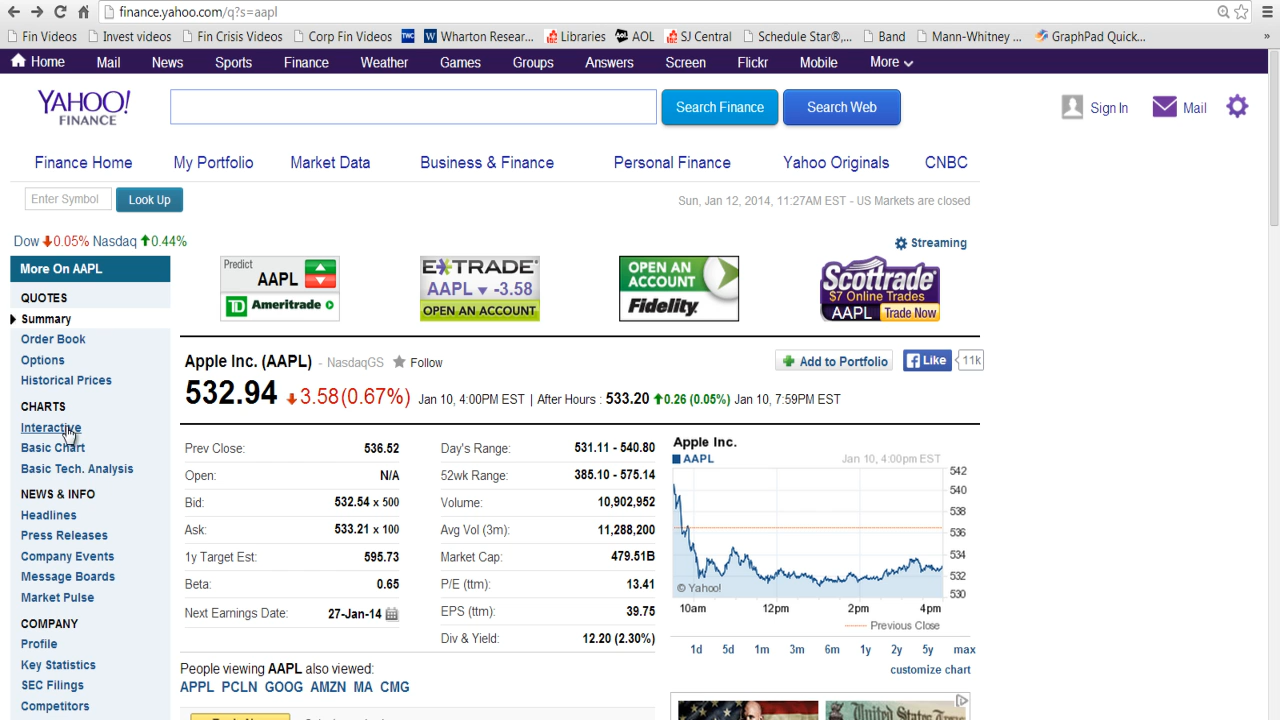 finance.yahoo.com/q?s=aapl
Fin Videos Invest videos Fin Crisis Videos Corp Fin Videos TWC W Wharton Resear... Libraries AOL AOL SJ Central Schedule Star®,... Band Mann-Whitney ... GraphPad Quick... »
Home Mail News Sports Finance Weather Games Groups Answers Screen Flickr Mobile More
YAHOO!
FINANCE
Search Finance Search Web
Sign In Mail
Finance Home My Portfolio Market Data Business & Finance Personal Finance Yahoo Originals CNBC
Enter Symbol Look Up
Sun, Jan 12, 2014, 11:27AM EST - US Markets are closed
Dow 0.05% Nasdaq 0.44%
Streaming
More On AAPL
QUOTES
Summary
Order Book
Options
Historical Prices
CHARTS
Interactive
Basic Chart
Basic Tech. Analysis
NEWS & INFO
Headlines
Press Releases
Company Events
Message Boards
Market Pulse
COMPANY
Profile
Key Statistics
SEC Filings
Competitors
Predict
AAPL
TD Ameritrade
E*TRADE
AAPL -3.58
OPEN AN ACCOUNT
OPEN AN
ACCOUNT
Fidelity
Scottrade
$7 Online Trades
AAPL Trade Now
Apple Inc. (AAPL) - NasdaqGS Follow
Add to Portfolio Like 11k
532.94 3.58(0.67%) Jan 10, 4:00PM EST | After Hours : 533.20 0.26 (0.05%) Jan 10, 7:59PM EST
Prev Close: 536.52
Open: N/A
Bid: 532.54 x 500
Ask: 533.21 x 100
1y Target Est: 595.73
Beta: 0.65
Next Earnings Date: 27-Jan-14
Day's Range: 531.11 - 540.80
52wk Range: 385.10 - 575.14
Volume: 10,902,952
Avg Vol (3m): 11,288,200
Market Cap: 479.51B
P/E (ttm): 13.41
EPS (ttm): 39.75
Div & Yield: 12.20 (2.30%)
Apple Inc.
AAPL Jan 10, 4:00pm EST
542
540
538
536
534
532
530
© Yahoo!
10am 12pm 2pm 4pm
Previous Close
1d 5d 1m 3m 6m 1y 2y 5y max
customize chart
People viewing AAPL also viewed:
APPL PCLN GOOG AMZN MA CMG